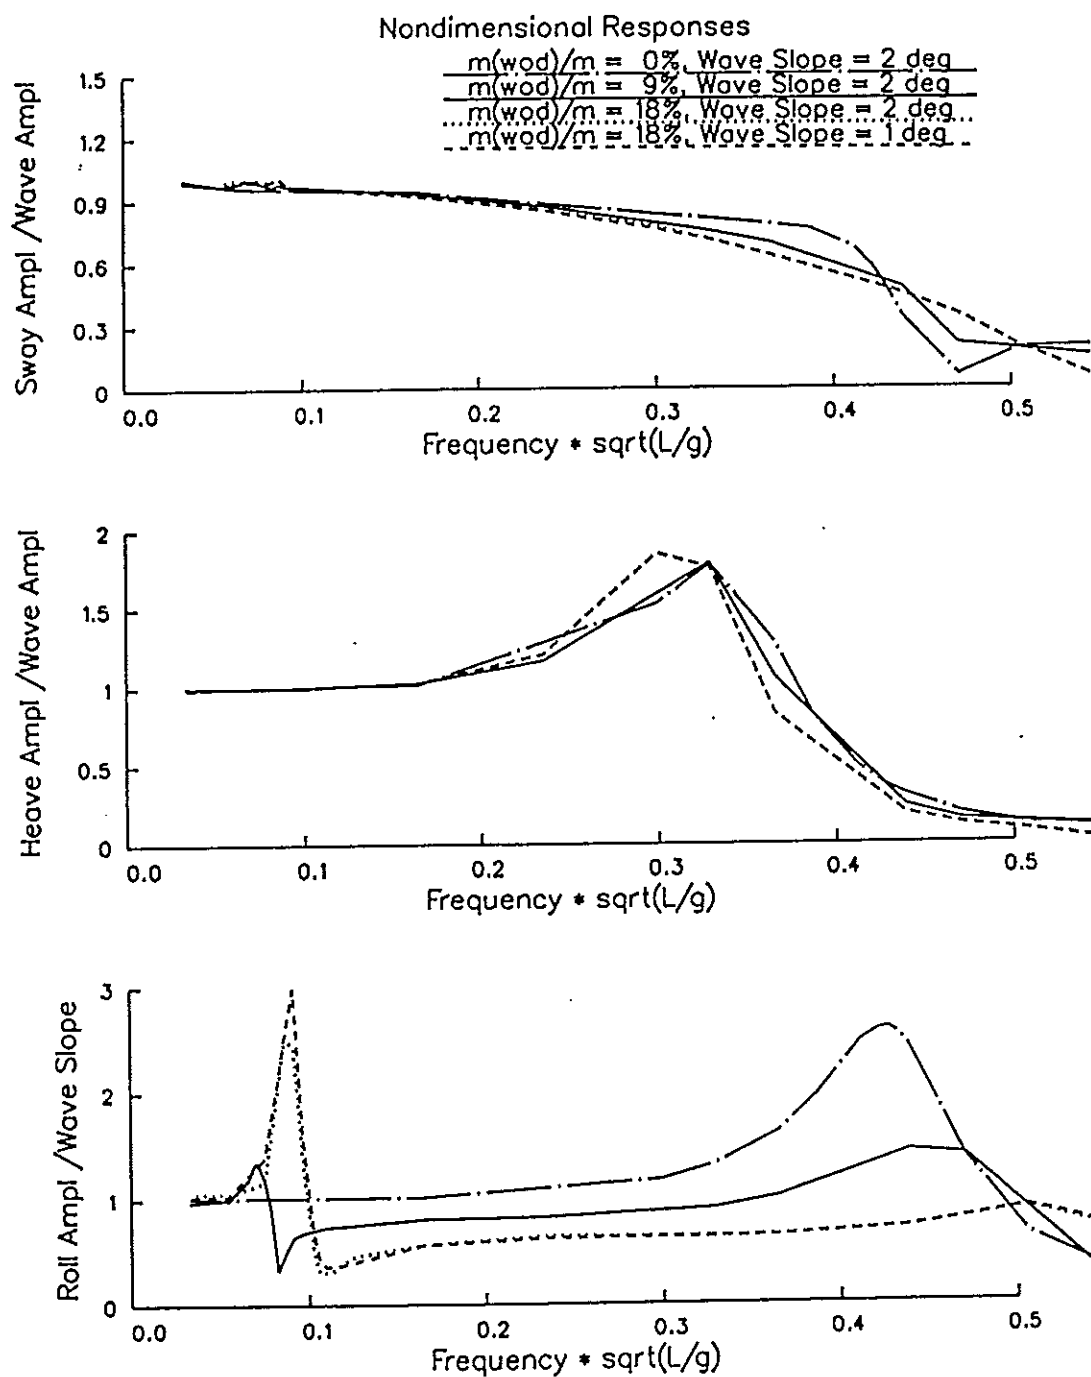 Nondimensional Responses
m(wod)/m = 0%, Wave Slope = 2 deg
m(wod)/m = 9%, Wave Slope = 2 deg
m(wod)/m = 18%, Wave Slope = 2 deg
m(wod)/m = 18%, Wave Slope = 1 deg
Sway Ampl /Wave Ampl
1.5
1.2
0.9
0.6
0.3
0
0.0 0.1 0.2 0.3 0.4 0.5
Frequency * sqrt(L/g)
Heave Ampl /Wave Ampl
2
1.5
1
0.5
0
0.0 0.1 0.2 0.3 0.4 0.5
Frequency * sqrt(L/g)
Roll Ampl /Wave Slope
3
2
1
0
0.0 0.1 0.2 0.3 0.4 0.5
Frequency * sqrt(L/g)